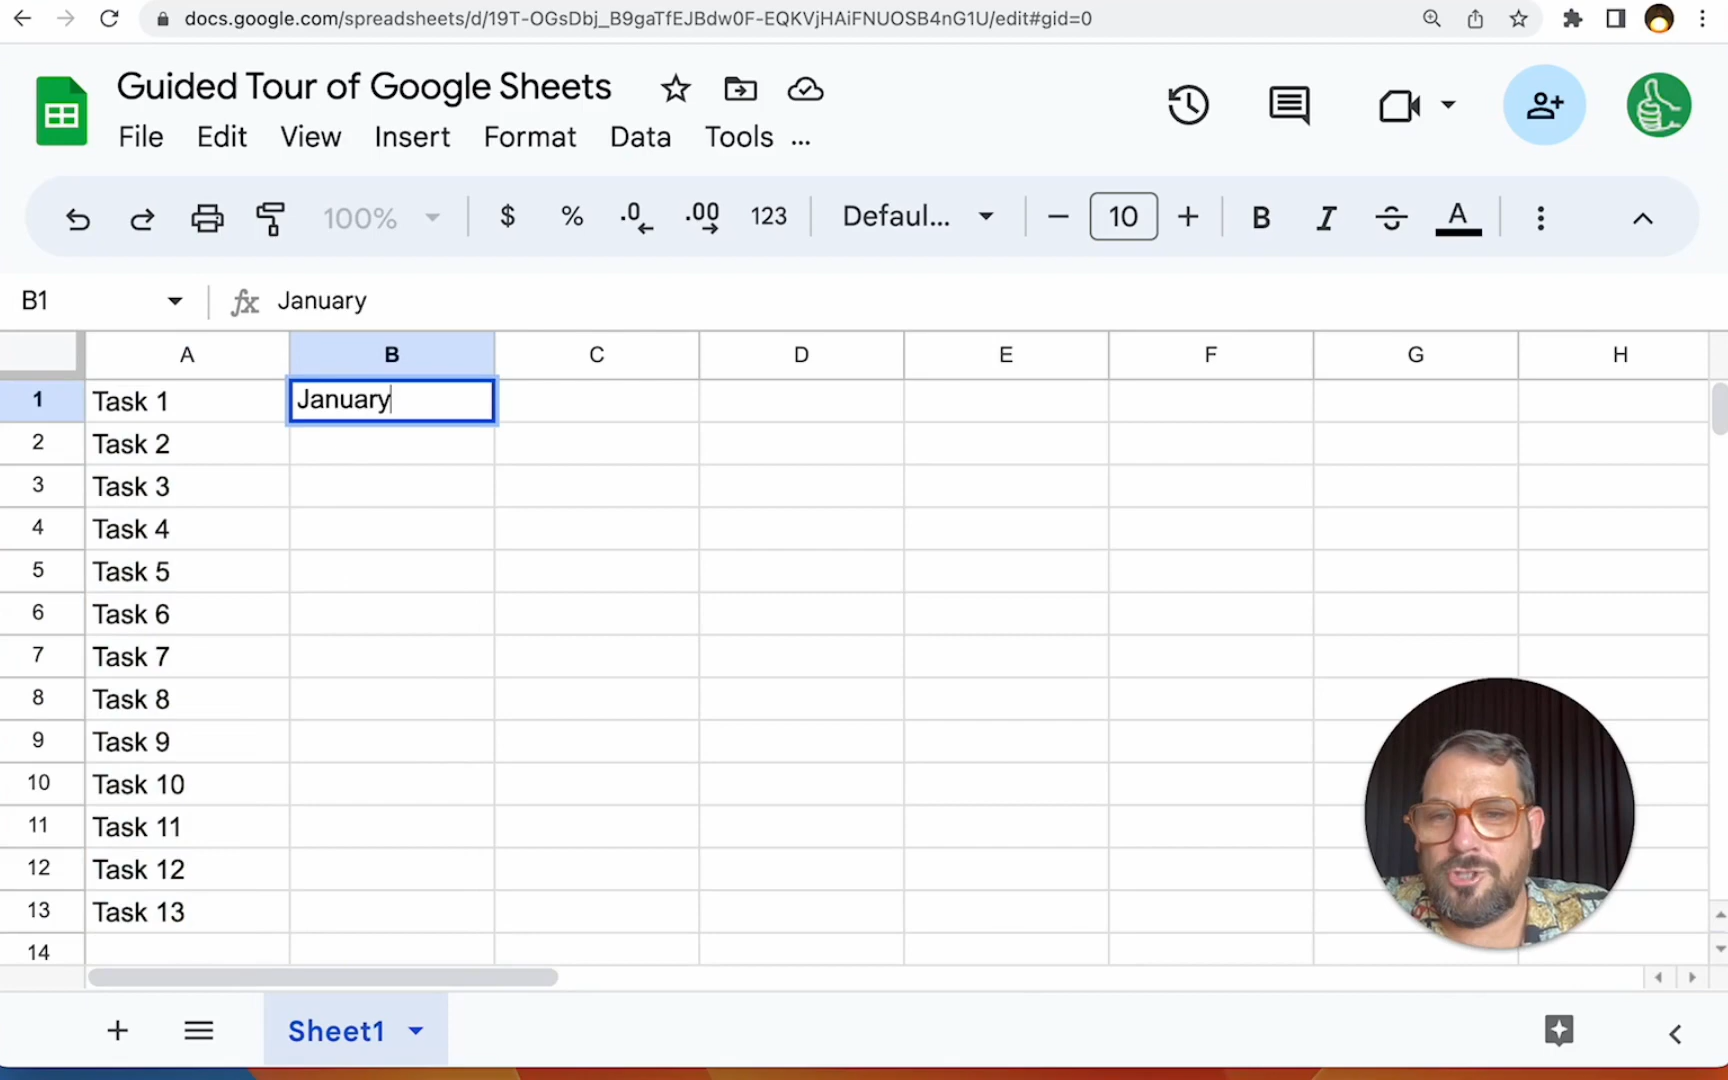 docs.google.com/spreadsheets/d/19T-OGsDbj_B9gaTfEJBdw0F-EQKVjHAiFNUOSB4nG1U/edit#gid=0
Guided Tour of Google Sheets
File Edit View Insert Format Data Tools ...
100% $ % .0 .00 123 Defaul... 10 B I A
B1 fx January
A B C D E F G H
1 Task 1 January
2 Task 2
3 Task 3
4 Task 4
5 Task 5
6 Task 6
7 Task 7
8 Task 8
9 Task 9
10 Task 10
11 Task 11
12 Task 12
13 Task 13
14
Sheet1